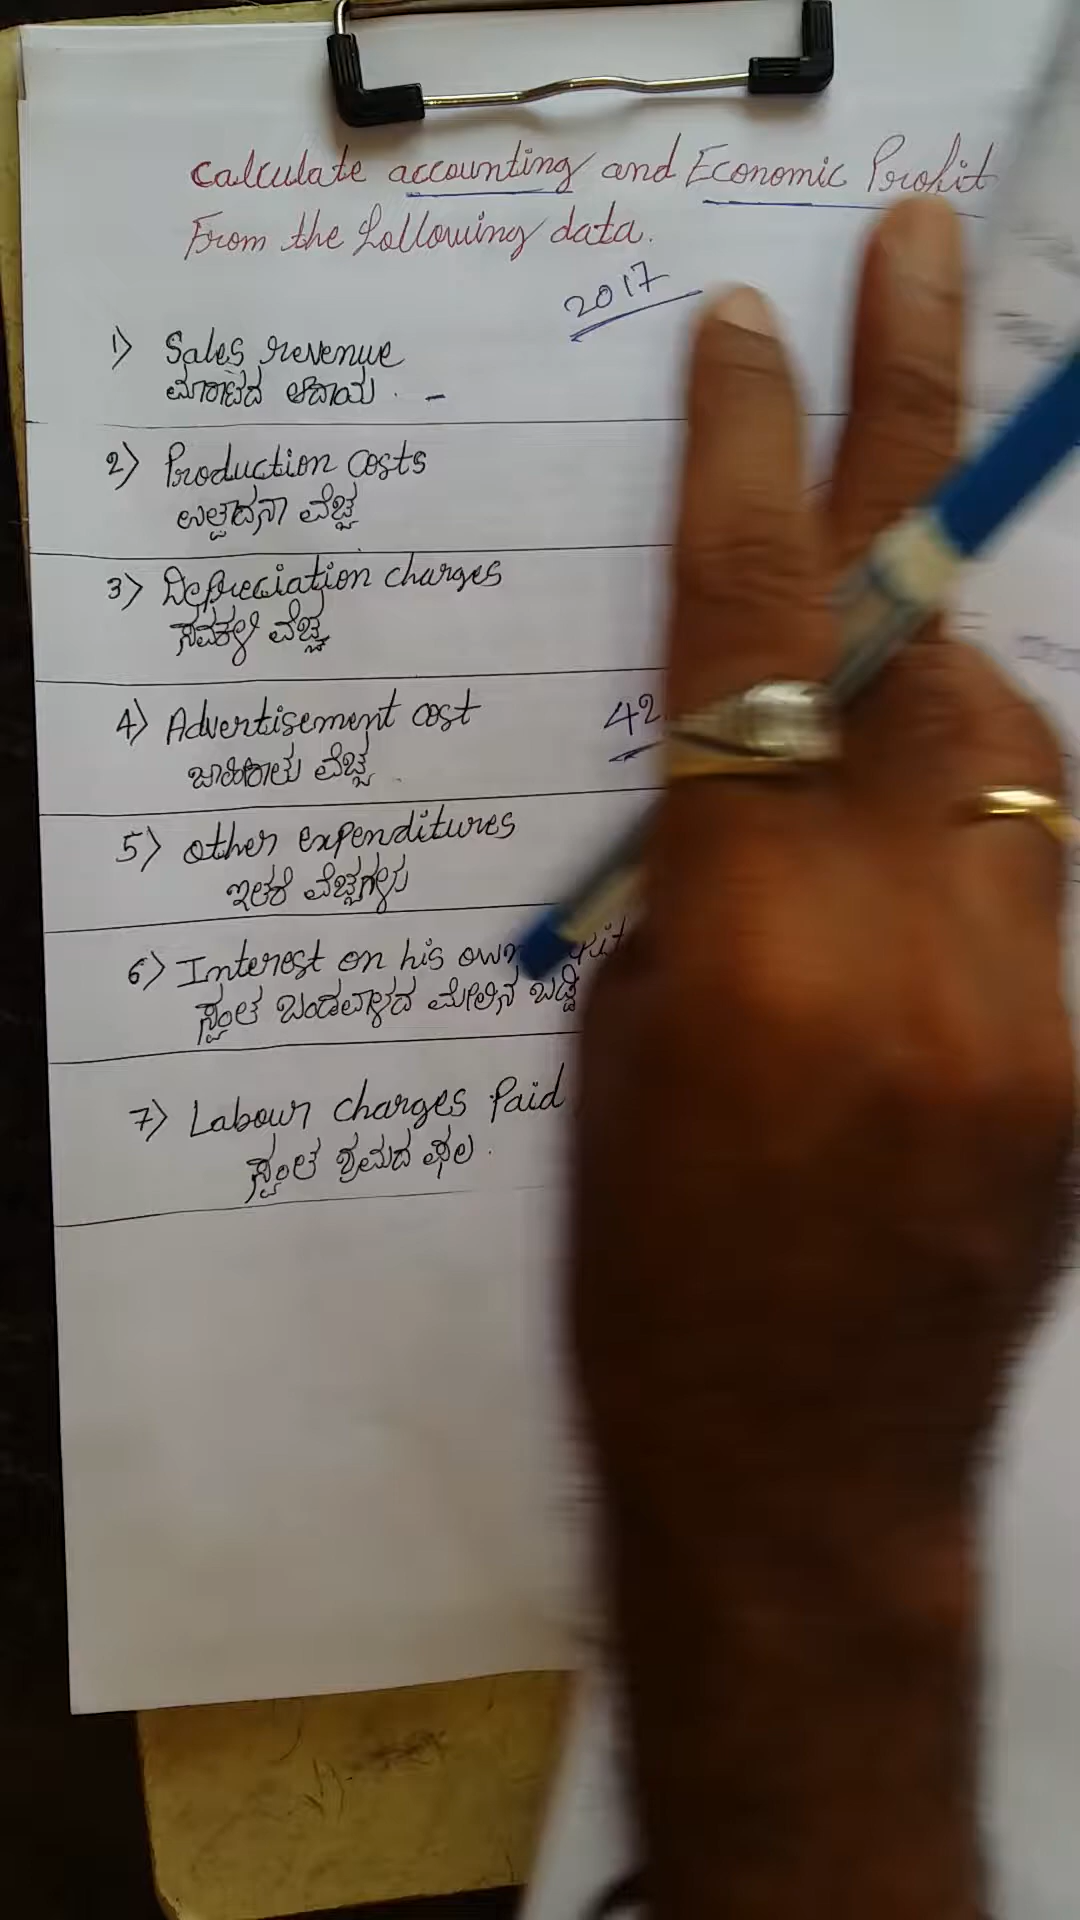 Calculate accounting and Economic Profit
From the following data.
2017
1) Sales revenue
ಮಾರಾಟದ ಆದಾಯ. -
2) Production costs
ಉತ್ಪಾದನಾ ವೆಚ್ಚ
3) Depreciation charges
ಸವಕಳಿ ವೆಚ್ಚ
4) Advertisement cost 42
ಜಾಹಿರಾತು ವೆಚ್ಚ
5) other expenditures
ಇತರೆ ವೆಚ್ಚಗಳು
6) Interest on his own
ಸ್ವಂತ ಬಂಡವಾಳದ ಮೇಲಿನ ಬಡ್ಡಿ
7) Labour charges Paid
ಸ್ವಂತ ಶ್ರಮದ ಫಲ.